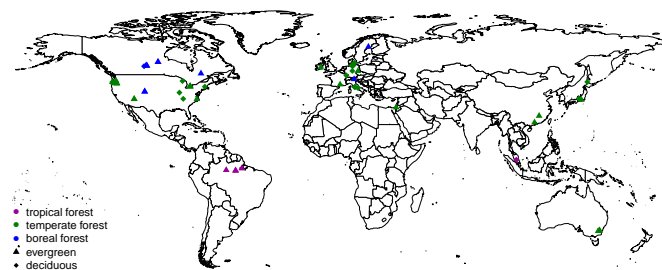 tropical forest
temperate forest
boreal forest
evergreen
deciduous